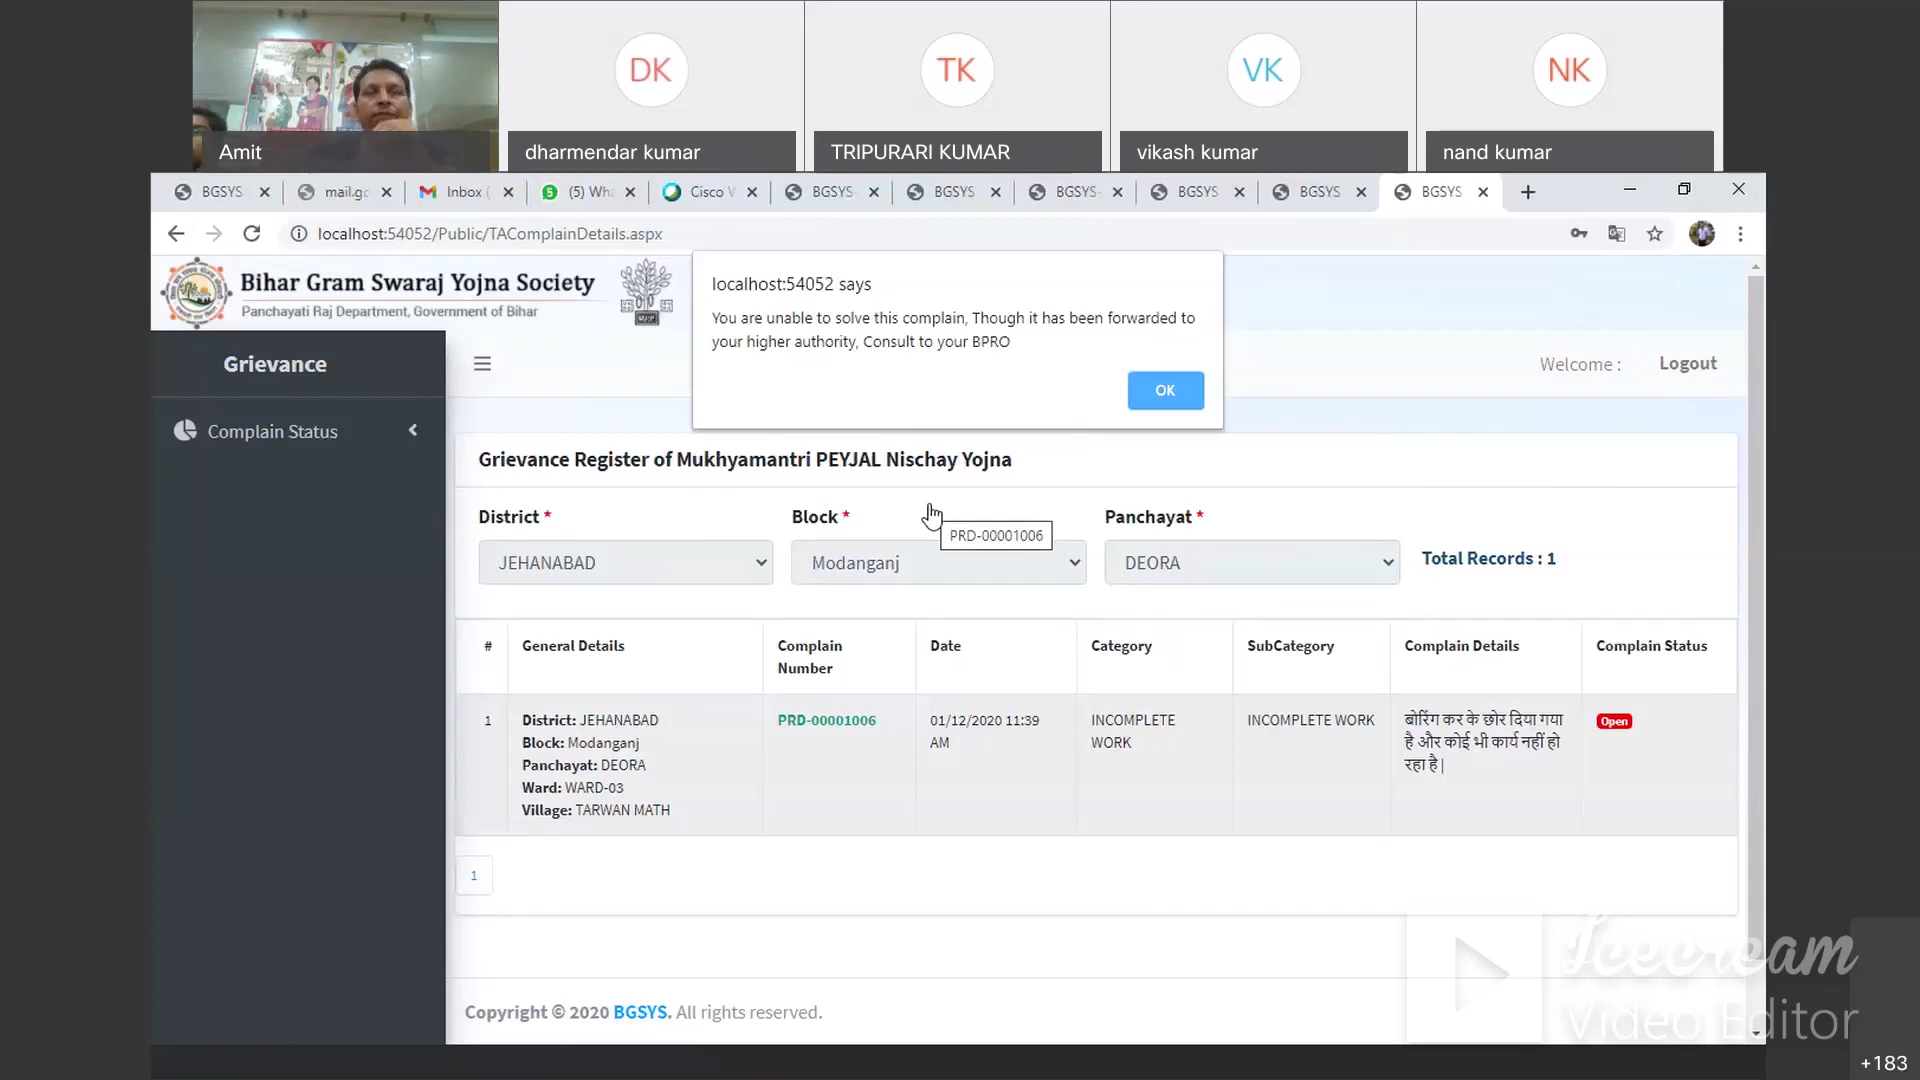 DK
TK
VK
NK
Amit
dharmendar kumar
TRIPURARI KUMAR
vikash kumar
nand kumar
BGSYS
mail.gc
Inbox (
(5) Wh
Cisco
BGSYS-
BGSYS
BGSYS-
BGSYS
BGSYS
BGSYS
localhost:54052/Public/TAComplainDetails.aspx
Bihar Gram Swaraj Yojna Society
Panchayati Raj Department, Government of Bihar
localhost:54052 says
You are unable to solve this complain, Though it has been forwarded to
your higher authority, Consult to your BPRO
OK
Grievance
Welcome :
Logout
Complain Status
Grievance Register of Mukhyamantri PEYJAL Nischay Yojna
District *
Block *
Panchayat *
PRD-00001006
JEHANABAD
Modanganj
DEORA
Total Records : 1
#
General Details
Complain
Number
Date
Category
SubCategory
Complain Details
Complain Status
1
District: JEHANABAD
Block: Modanganj
Panchayat: DEORA
Ward: WARD-03
Village: TARWAN MATH
PRD-00001006
01/12/2020 11:39
AM
INCOMPLETE
WORK
INCOMPLETE WORK
बोरिंग कर के छोर दिया गया
है और कोई भी कार्य नहीं हो
रहा है |
Open
1
Copyright © 2020 BGSYS. All rights reserved.
Icecream
Video Editor
+183